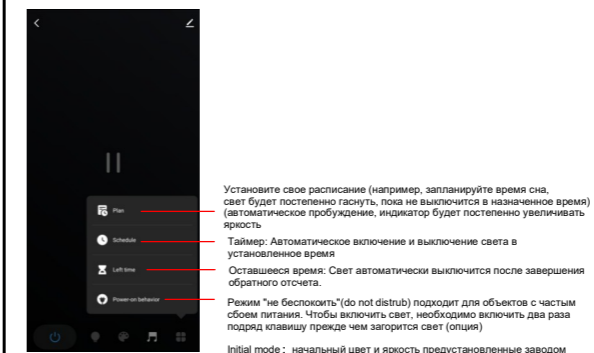 Plan
Schedule
Left time
Power-on behavior
Установите свое расписание (например, запланируйте время сна,
свет будет постепенно гаснуть, пока не выключится в назначенное время)
(автоматическое пробуждение, индикатор будет постепенно увеличивать
яркость
Таймер: Автоматическое включение и выключение света в
установленное время
Оставшееся время: Свет автоматически выключится после завершения
обратного отсчета.
Режим "не беспокоить"(do not distrub) подходит для объектов с частым
сбоем питания. Чтобы включить свет, необходимо включить два раза
подряд клавишу прежде чем загорится свет (опция)
Initial mode： начальный цвет и яркость предустановленные заводом